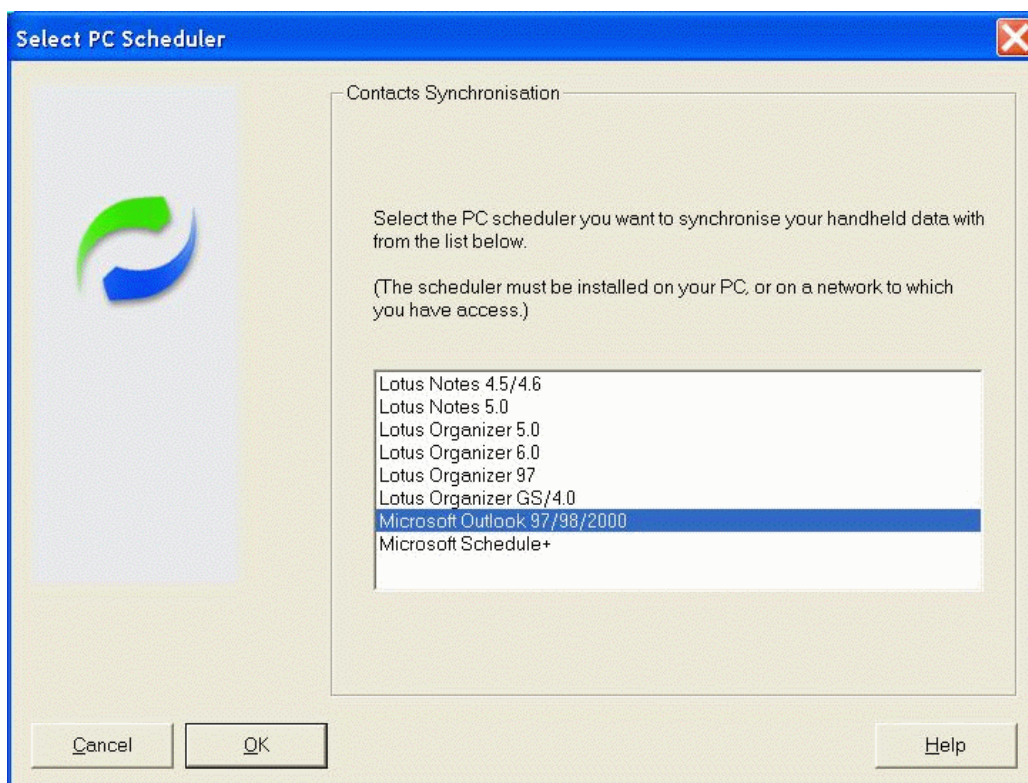 Select PC Scheduler
Contacts Synchronisation
Select the PC scheduler you want to synchronise your handheld data with
from the list below.
(The scheduler must be installed on your PC, or on a network to which
you have access.)
Lotus Notes 4.5/4.6
Lotus Notes 5.0
Lotus Organizer 5.0
Lotus Organizer 6.0
Lotus Organizer 97
Lotus Organizer GS/4.0
Microsoft Outlook 97/98/2000
Microsoft Schedule+
Cancel
OK
Help